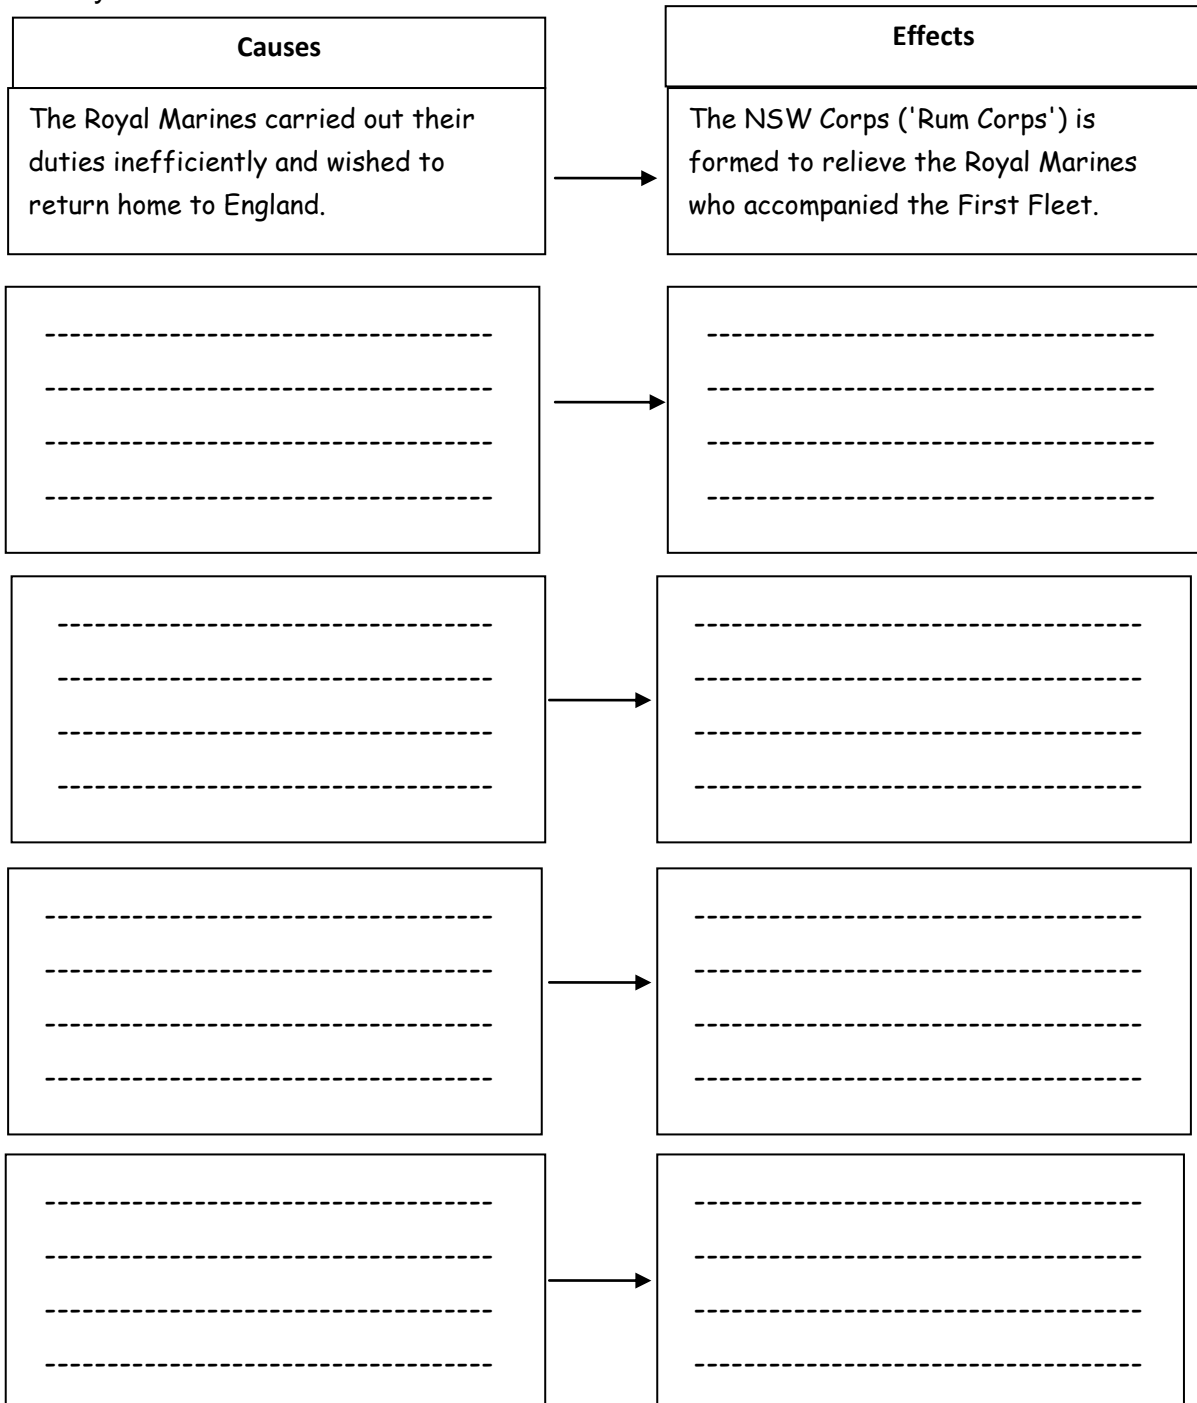 Causes
Effects
The Royal Marines carried out their
duties inefficiently and wished to
return home to England.
The NSW Corps ('Rum Corps') is
formed to relieve the Royal Marines
who accompanied the First Fleet.